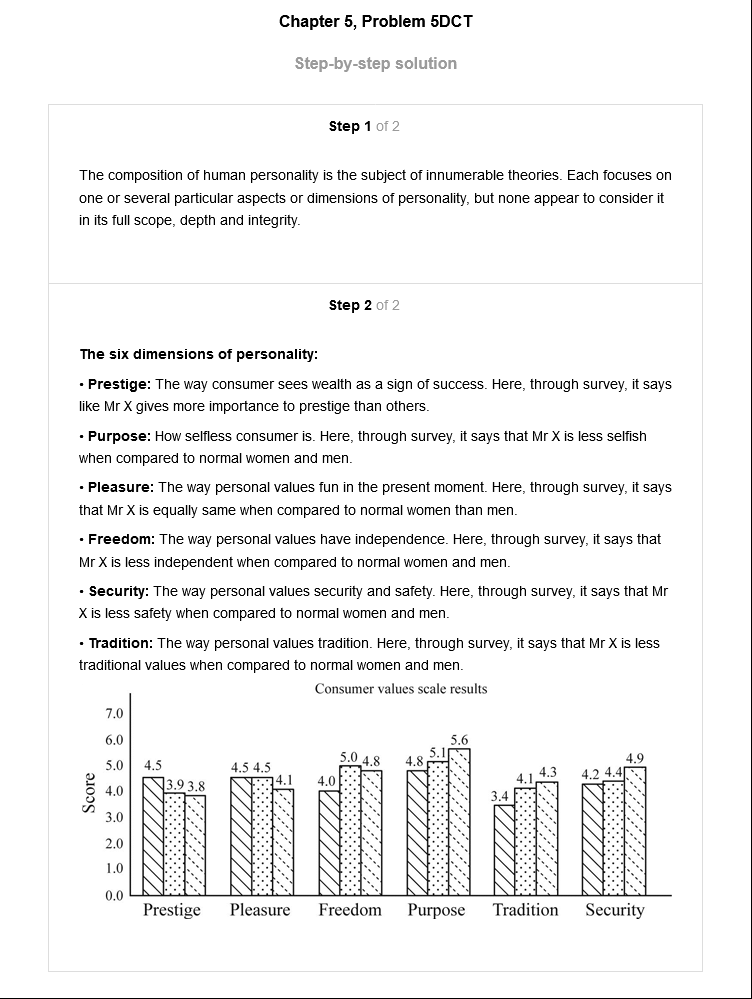 Chapter 5, Problem 5DCT
Step-by-step solution
Step 1 of 2
The composition of human personality is the subject of innumerable theories. Each focuses on
one or several particular aspects or dimensions of personality, but none appear to consider it
in its full scope, depth and integrity.
Step 2 of 2
The six dimensions of personality:
• Prestige: The way consumer sees wealth as a sign of success. Here, through survey, it says
like Mr X gives more importance to prestige than others.
• Purpose: How selfless consumer is. Here, through survey, it says that Mr X is less selfish
when compared to normal women and men.
• Pleasure: The way personal values fun in the present moment. Here, through survey, it says
that Mr X is equally same when compared to normal women than men.
• Freedom: The way personal values have independence. Here, through survey, it says that
Mr X is less independent when compared to normal women and men.
• Security: The way personal values security and safety. Here, through survey, it says that Mr
X is less safety when compared to normal women and men.
• Tradition: The way personal values tradition. Here, through survey, it says that Mr X is less
traditional values when compared to normal women and men.
Consumer values scale results
7.0
6.0
5.0
4.0
3.0
2.0
1.0
0.0
Score
4.5 3.9 3.8
4.5 4.5 4.1
4.0 5.0 4.8
4.8 5.1 5.6
3.4 4.1 4.3
4.2 4.4 4.9
Prestige Pleasure Freedom Purpose Tradition Security